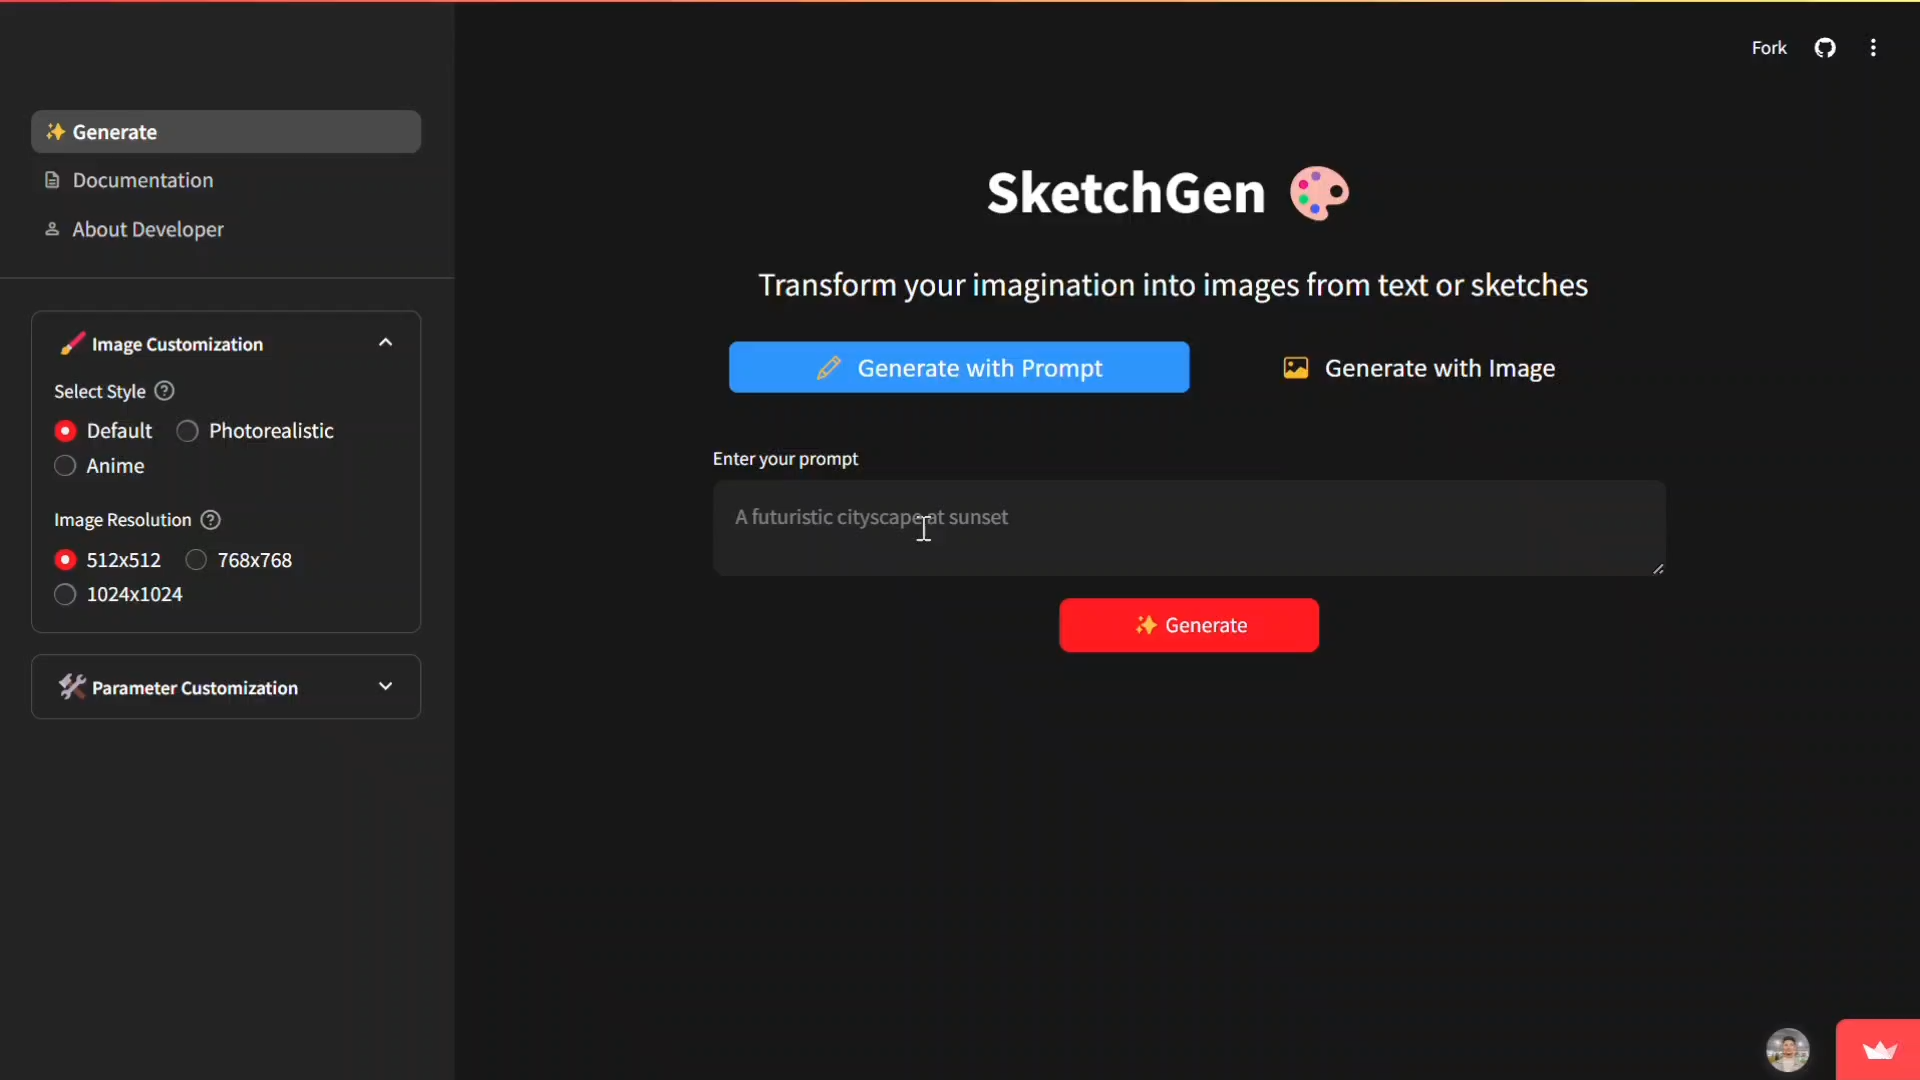 Fork
Generate
Documentation
About Developer
Image Customization
Select Style
Default
Photorealistic
Anime
Image Resolution
512x512
768x768
1024x1024
Parameter Customization
SketchGen
Transform your imagination into images from text or sketches
Generate with Prompt
Generate with Image
Enter your prompt
A futuristic cityscape at sunset
Generate